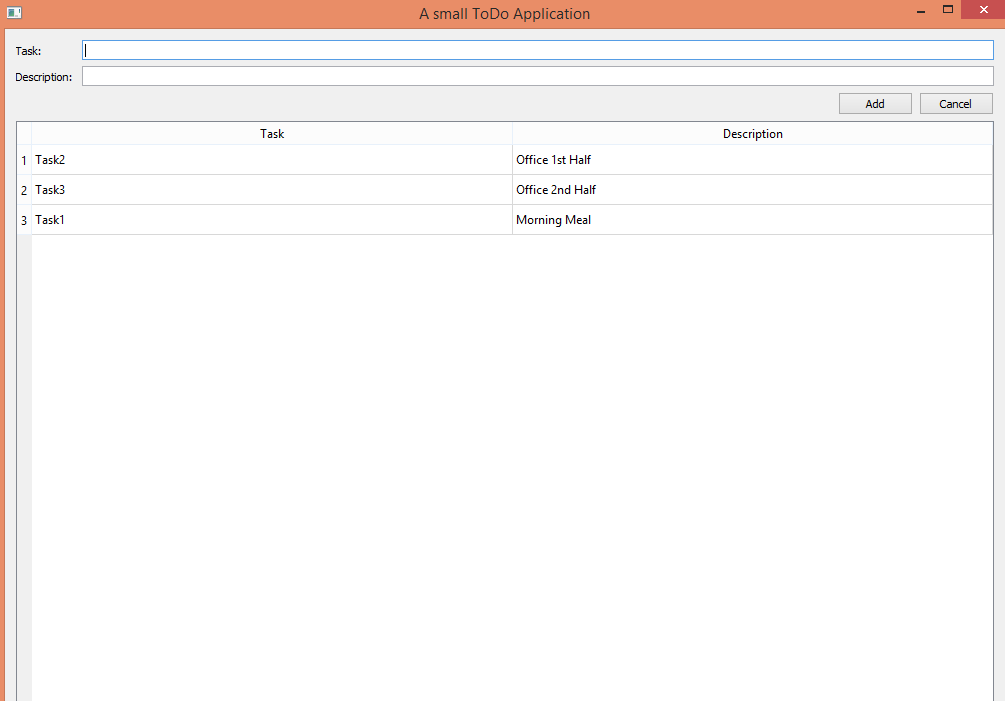 A small ToDo Application
Task:
Description:
Add Cancel
Task Description
1 Task2 Office 1st Half
2 Task3 Office 2nd Half
3 Task1 Morning Meal